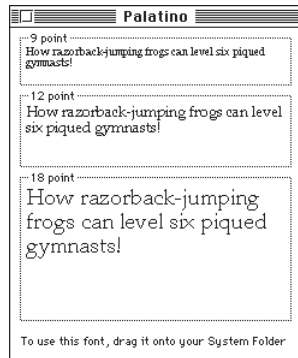 Palatino
9 point
How razorback-jumping frogs can level six piqued
gymnasts!
12 point
How razorback-jumping frogs can level
six piqued gymnasts!
18 point
How razorback-jumping
frogs can level six piqued
gymnasts!
To use this font, drag it onto your System Folder